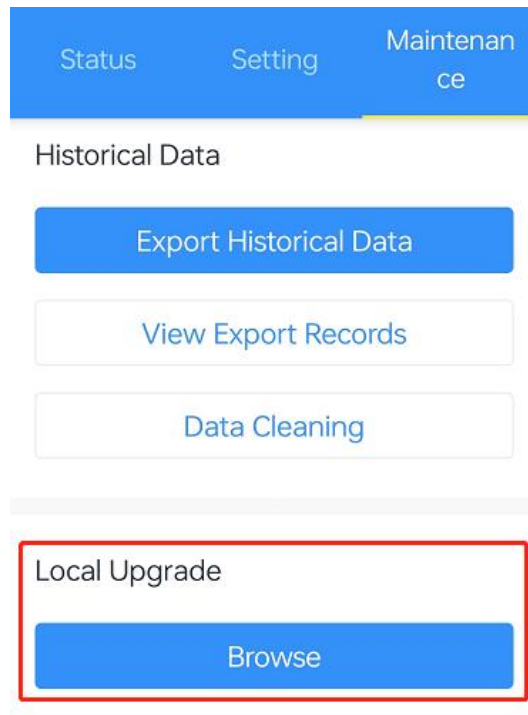 Status Setting Maintenan
ce
Historical Data
Export Historical Data
View Export Records
Data Cleaning
Local Upgrade
Browse